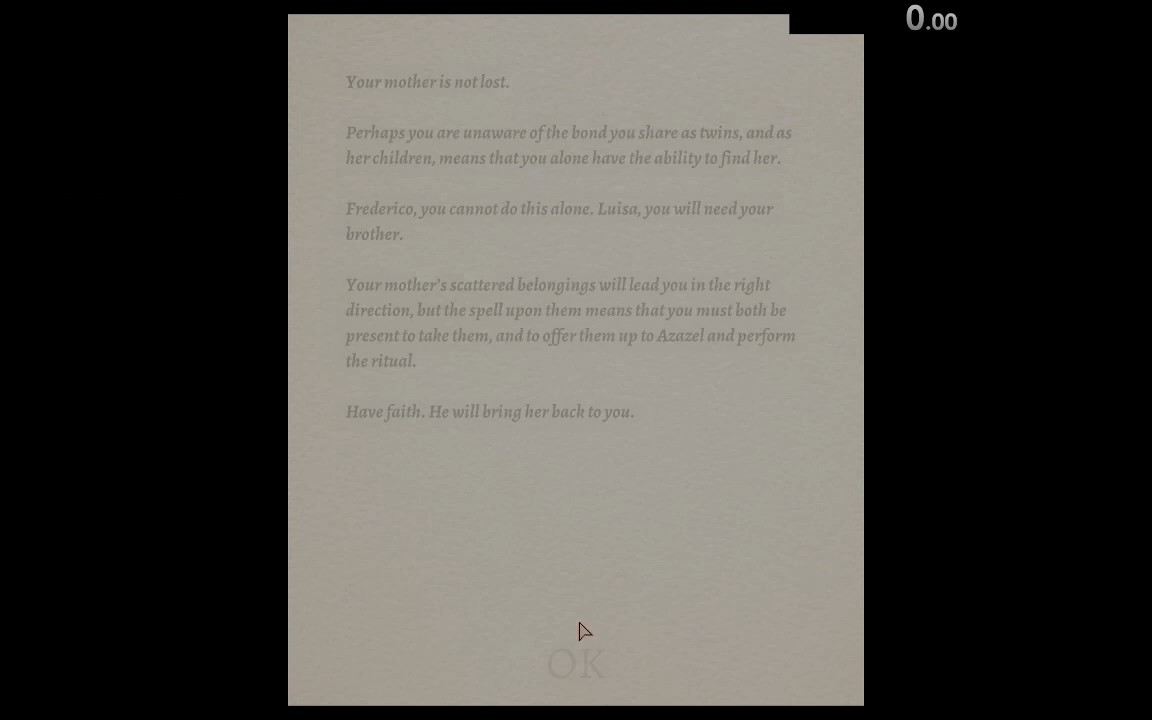 0.00
Your mother is not lost.
Perhaps you are unaware of the bond you share as twins, and as
her children, means that you alone have the ability to find her.
Frederico, you cannot do this alone. Luisa, you will need your
brother.
Your mother's scattered belongings will lead you in the right
direction, but the spell upon them means that you must both be
present to take them, and to offer them up to Azazel and perform
the ritual.
Have faith. He will bring her back to you.
OK